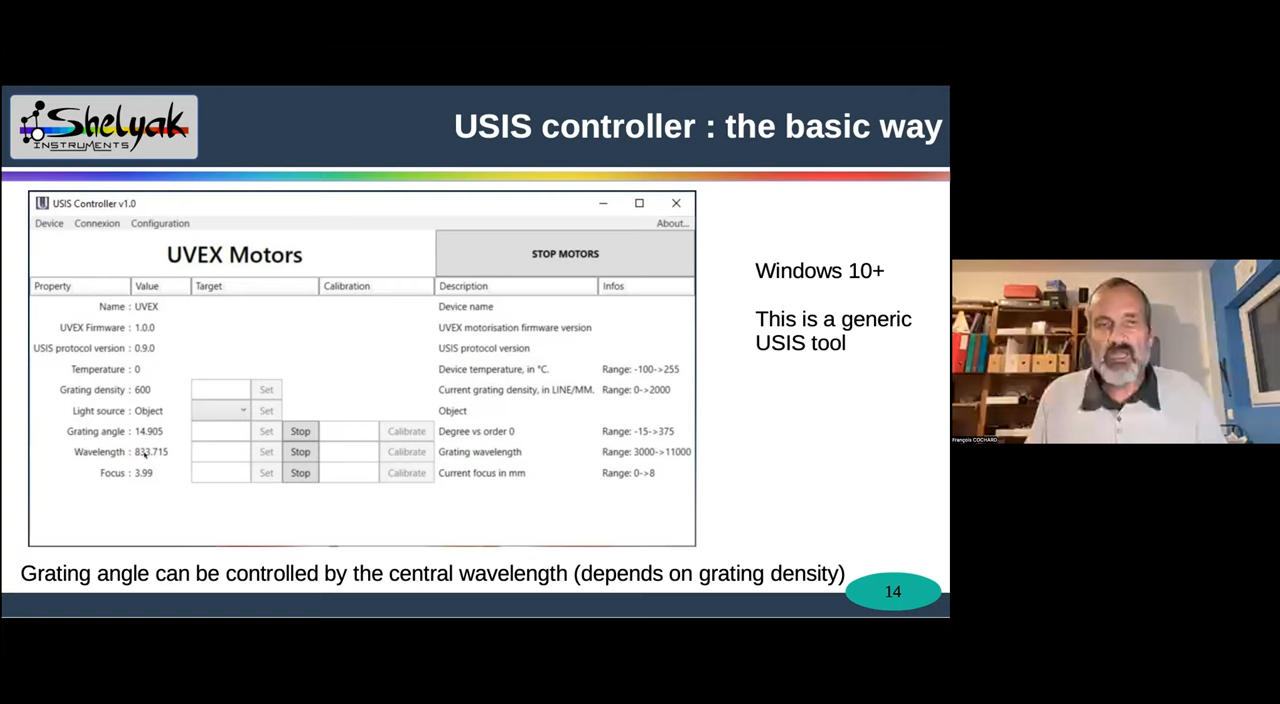 Shelyak
INSTRUMENTS
USIS controller : the basic way
USIS Controller v1.0
Device Connexion Configuration About...
UVEX Motors STOP MOTORS
Property Value Target Calibration Description Infos
Name : UVEX Device name
UVEX Firmware : 1.0.0 UVEX motorisation firmware version
USIS protocol version : 0.9.0 USIS protocol version
Temperature : 0 Device temperature, in °C. Range: -100->255
Grating density : 600 Set Current grating density, in LINE/MM. Range: 0->2000
Light source : Object Set Object
Grating angle : 14.905 Set Stop Calibrate Degree vs order 0 Range: -15->375
Wavelength : 833.715 Set Stop Calibrate Grating wavelength Range: 3000->11000
Focus : 3.99 Set Stop Calibrate Current focus in mm Range: 0->8
Windows 10+
This is a generic
USIS tool
Grating angle can be controlled by the central wavelength (depends on grating density)
14
François COCHARD